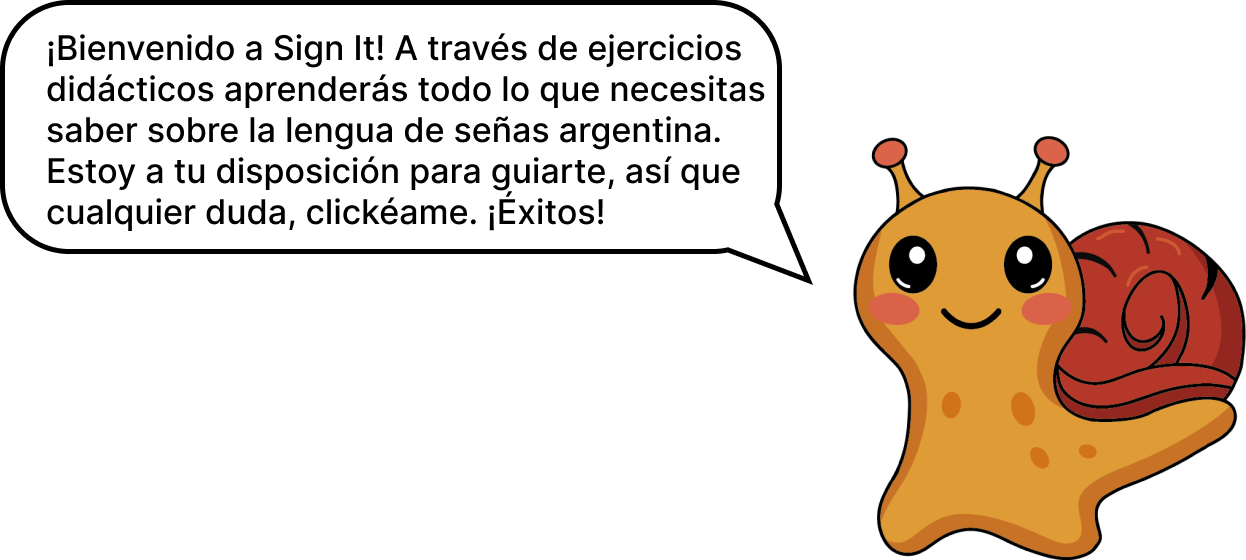 ¡Bienvenido a Sign It! A través de ejercicios
didácticos aprenderás todo lo que necesitas
saber sobre la lengua de señas argentina.
Estoy a tu disposición para guiarte, así que
cualquier duda, clickéame. ¡Éxitos!